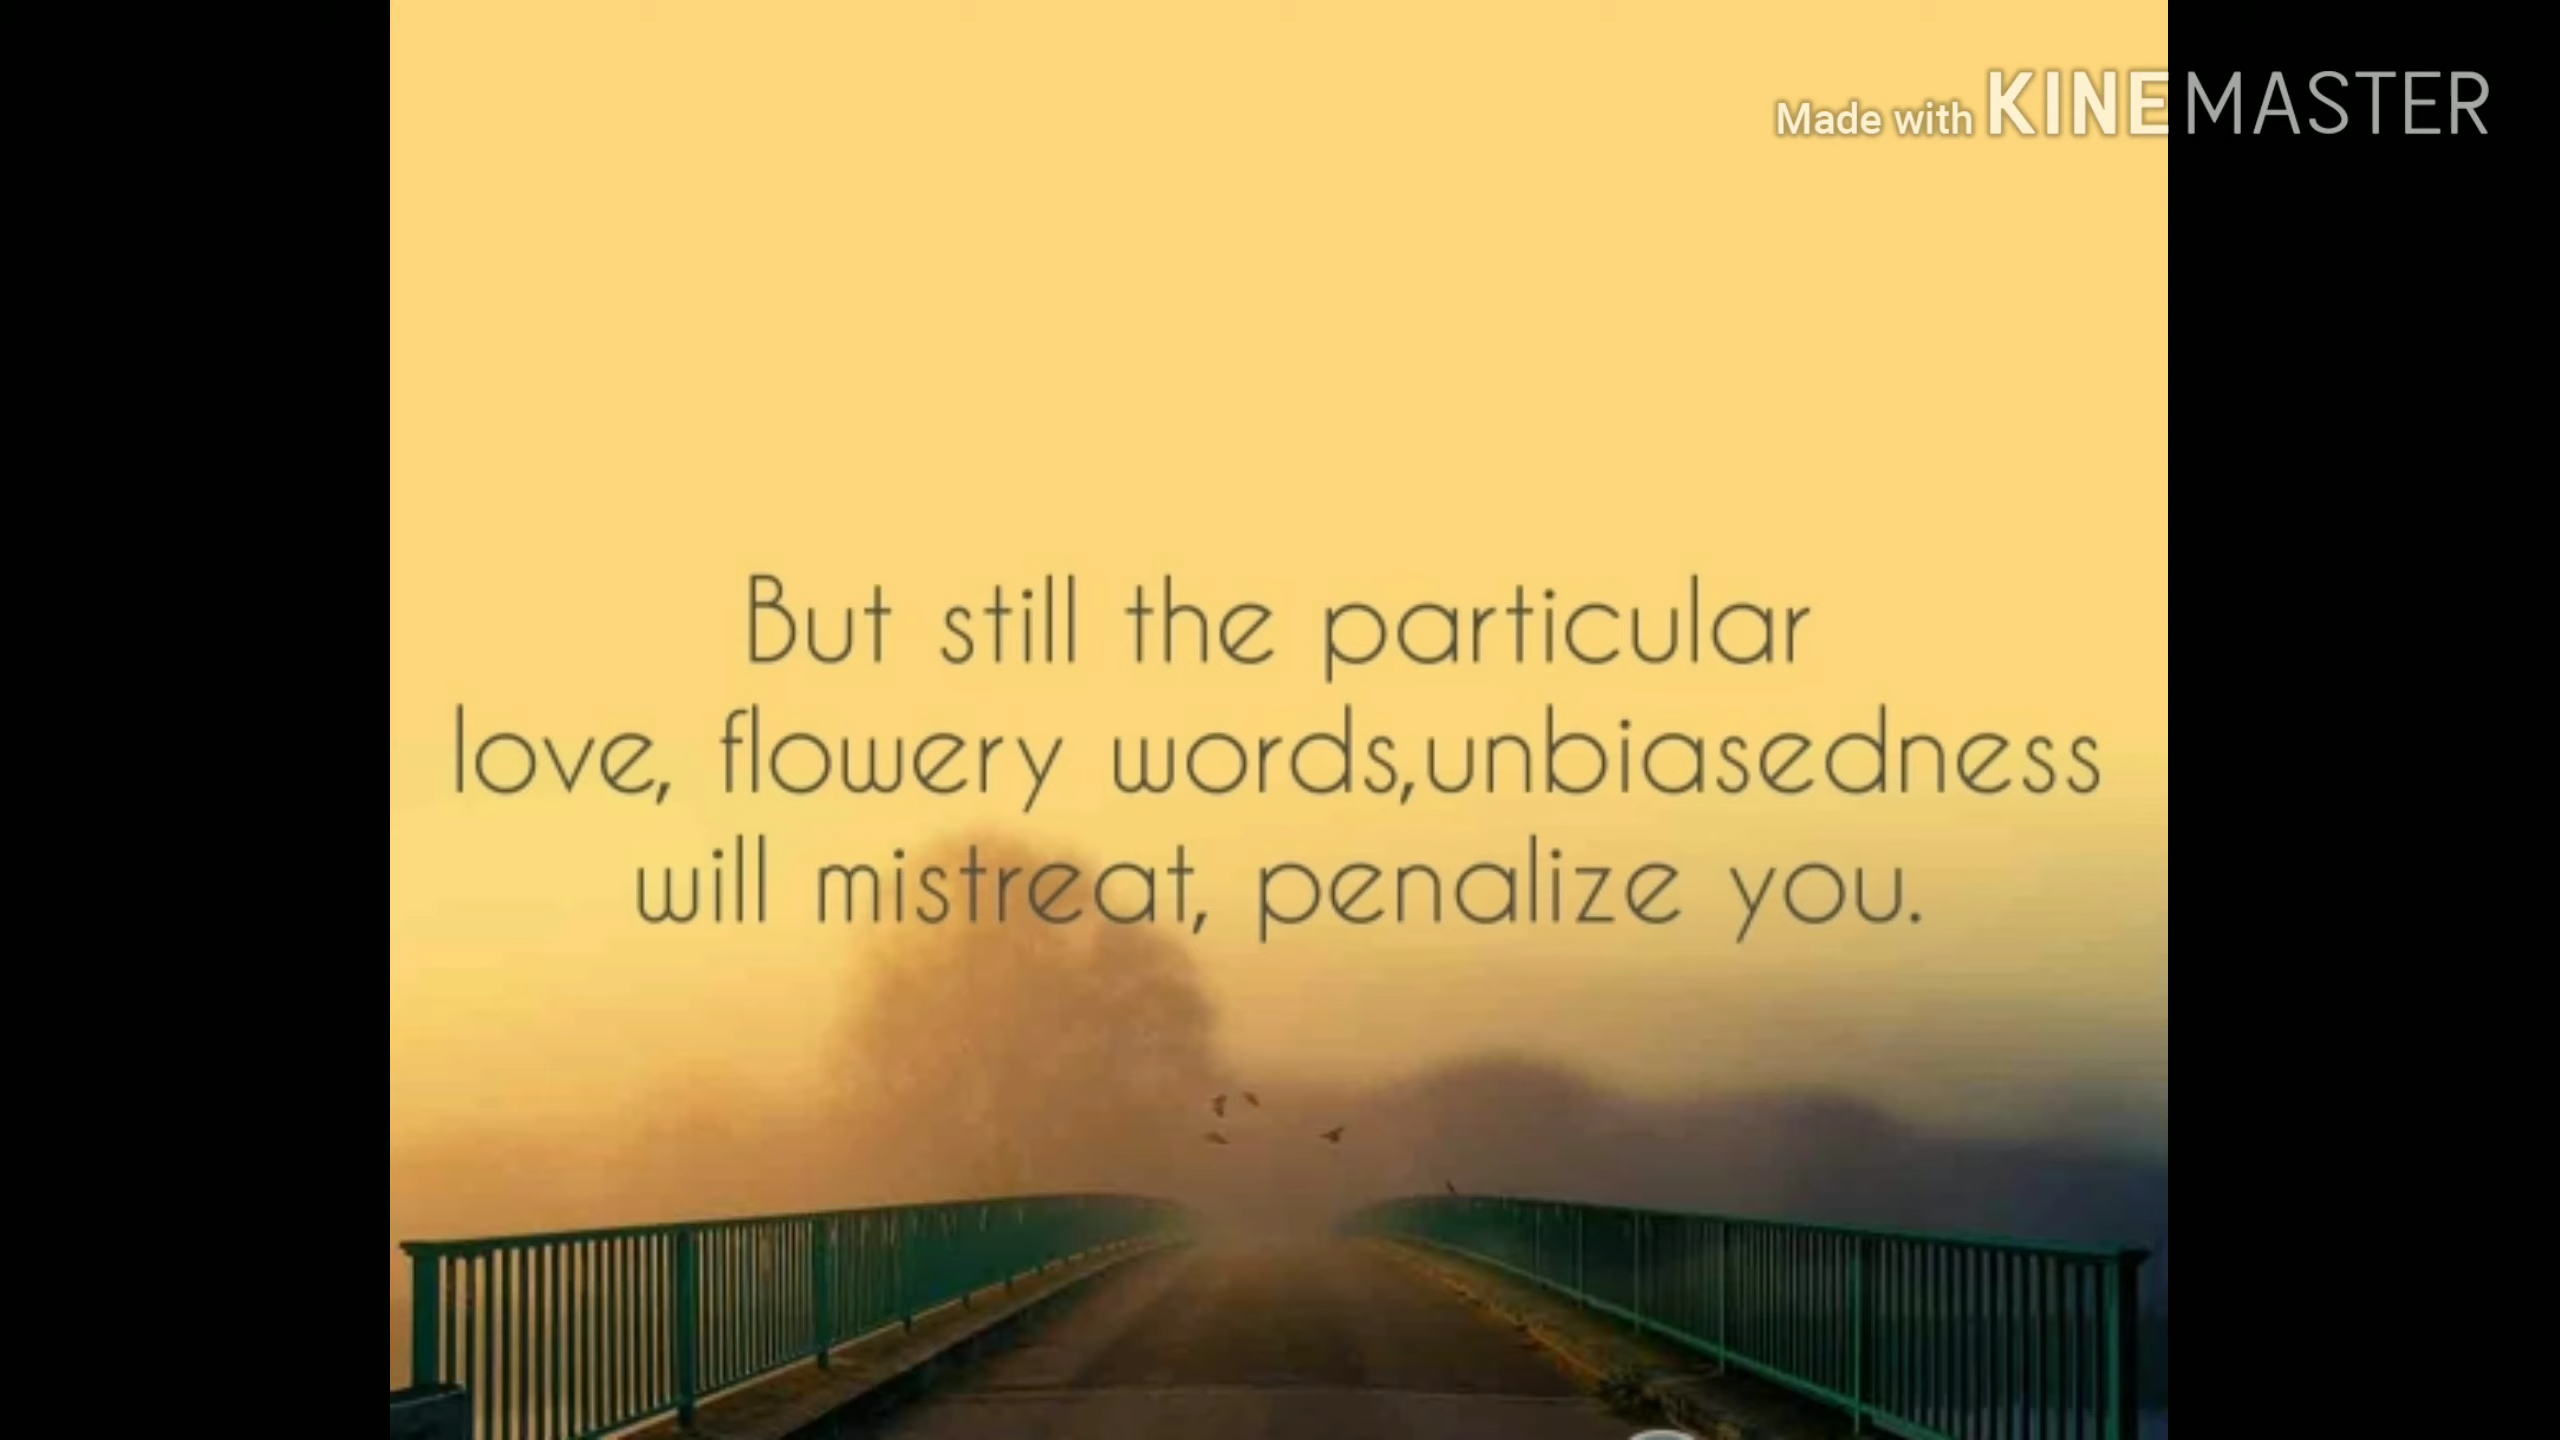 Made with KINEMASTER
But still the particular
love, flowery words,unbiasedness
will mistreat, penalize you.